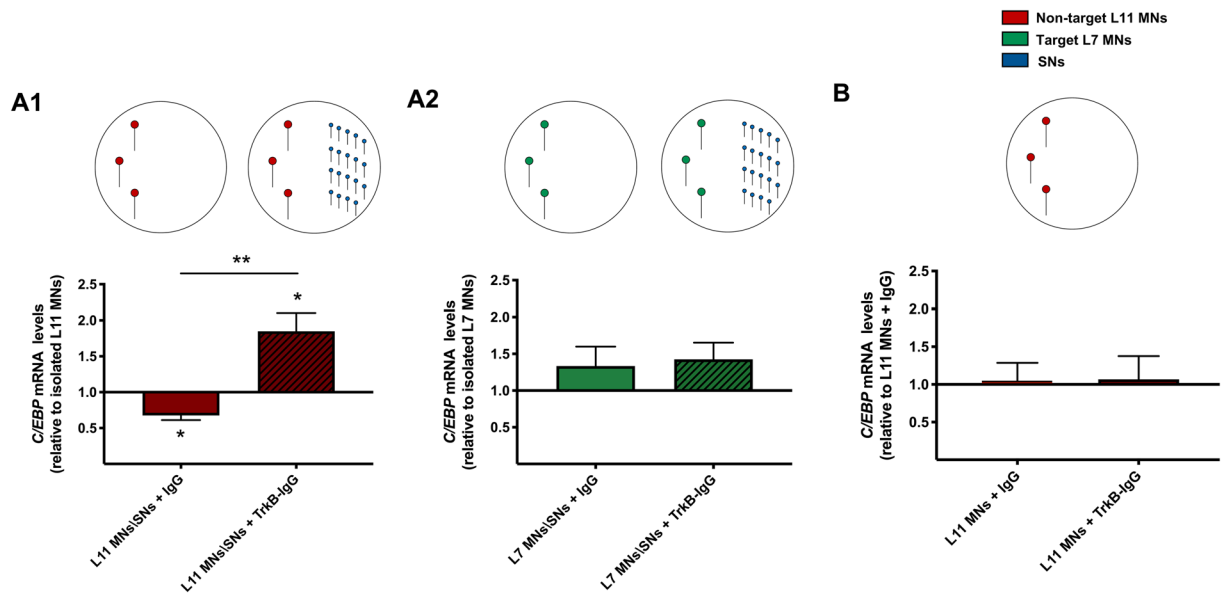 Non-target L11 MNs
Target L7 MNs
SNs
A1
A2
B
**
*
*
2.5
2.0
1.5
1.0
0.5
C/EBP mRNA levels
(relative to isolated L11 MNs)
L11 MNs|SNs + IgG
L11 MNs|SNs + TrkB-IgG
2.5
2.0
1.5
1.0
0.5
C/EBP mRNA levels
(relative to isolated L7 MNs)
L7 MNs|SNs + IgG
L7 MNs|SNs + TrkB-IgG
2.5
2.0
1.5
1.0
0.5
C/EBP mRNA levels
(relative to L11 MNs + IgG)
L11 MNs + IgG
L11 MNs + TrkB-IgG